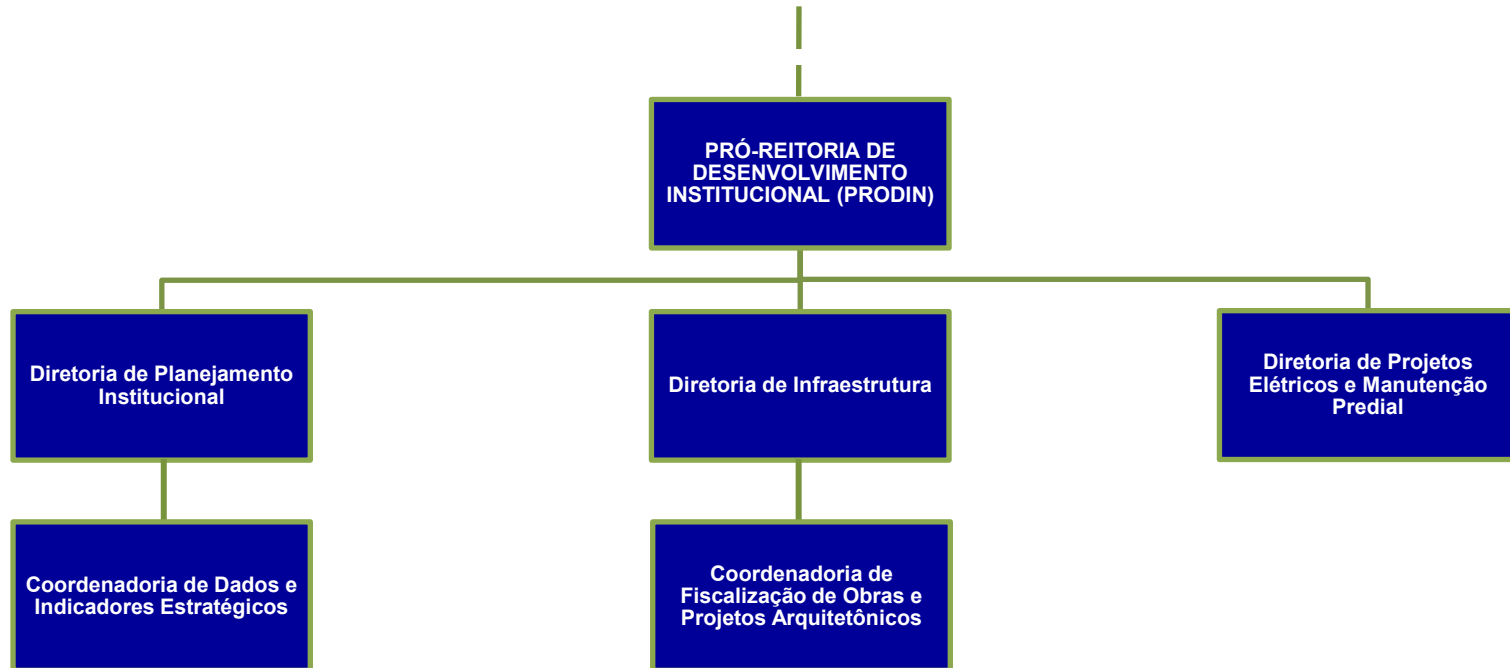 PRÓ-REITORIA DE
DESENVOLVIMENTO
INSTITUCIONAL (PRODIN)
Diretoria de Planejamento
Institucional
Diretoria de Infraestrutura
Diretoria de Projetos
Elétricos e Manutenção
Predial
Coordenadoria de Dados e
Indicadores Estratégicos
Coordenadoria de
Fiscalização de Obras e
Projetos Arquitetônicos